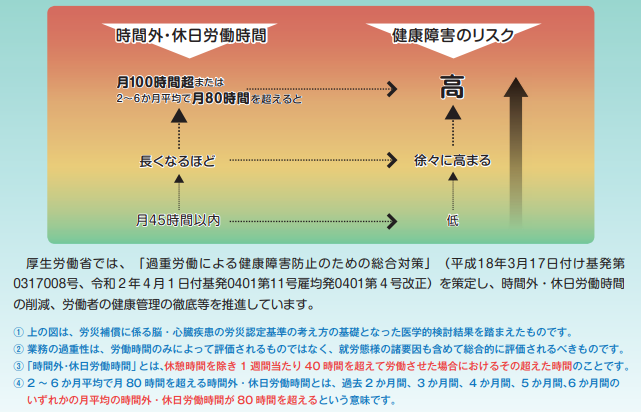 時間外・休日労働時間 健康障害のリスク
月100時間超または
2〜6か月平均で月80時間を超えると
高
長くなるほど 徐々に高まる
月45時間以内 低
厚生労働省では、「過重労働による健康障害防止のための総合対策」（平成18年3月17日付け基発第
0317008号、令和２年４月１日付基発0401第11号雇均発0401第４号改正）を策定し、時間外・休日労働時間
の削減、労働者の健康管理の徹底等を推進しています。
① 上の図は、労災補償に係る脳・心臓疾患の労災認定基準の考え方の基礎となった医学的検討結果を踏まえたものです。
② 業務の過重性は、労働時間のみによって評価されるものではなく、就労態様の諸要因も含めて総合的に評価されるべきものです。
③「時間外・休日労働時間」とは、休憩時間を除き１週間当たり40時間を超えて労働させた場合におけるその超えた時間のことです。
④ ２〜６か月平均で月80時間を超える時間外・休日労働時間とは、過去２か月間、３か月間、４か月間、５か月間、６か月間の
いずれかの月平均の時間外・休日労働時間が80時間を超えるという意味です。